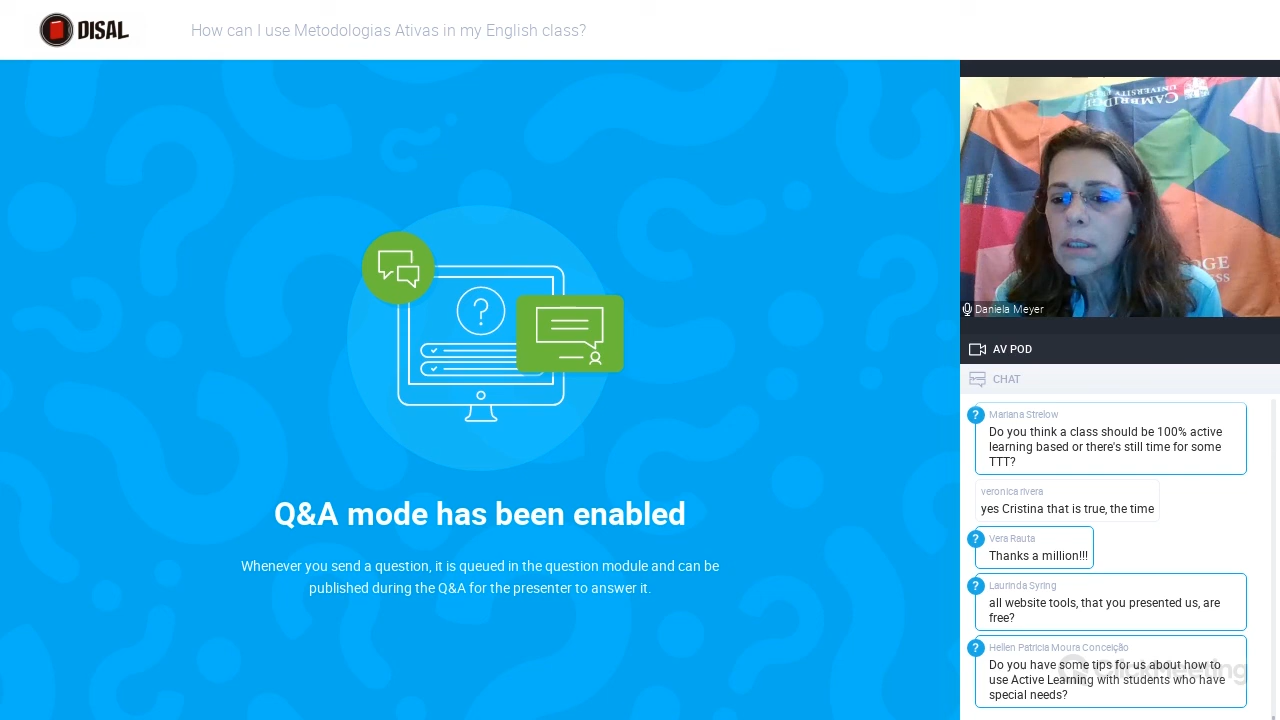 DISAL
How can I use Metodologias Ativas in my English class?
CAMBRIDGE
UNIVERSITY
Daniela Meyer
AV POD
CHAT
?
Q&A mode has been enabled
Whenever you send a question, it is queued in the question module and can be
published during the Q&A for the presenter to answer it.
? Mariana Strelow
Do you think a class should be 100% active
learning based or there's still time for some
TTT?
veronica rivera
yes Cristina that is true, the time
? Vera Rauta
Thanks a million!!!
? Laurinda Syring
all website tools, that you presented us, are
free?
? Hellen Patricia Moura Conceição
Do you have some tips for us about how to
use Active Learning with students who have
special needs?
ClickMeeting